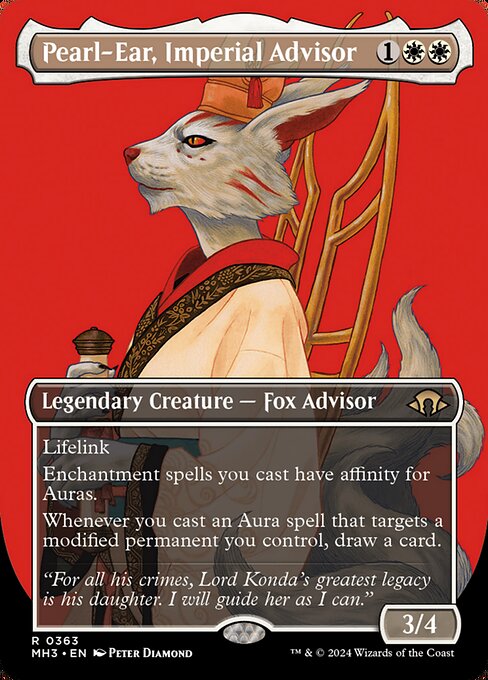 Pearl-Ear, Imperial Advisor 1
Legendary Creature — Fox Advisor
Lifelink
Enchantment spells you cast have affinity for
Auras.
Whenever you cast an Aura spell that targets a
modified permanent you control, draw a card.
“For all his crimes, Lord Konda’s greatest legacy
is his daughter. I will guide her as I can.”
3/4
R 0363
MH3 • EN Peter Diamond
™ & © 2024 Wizards of the Coast